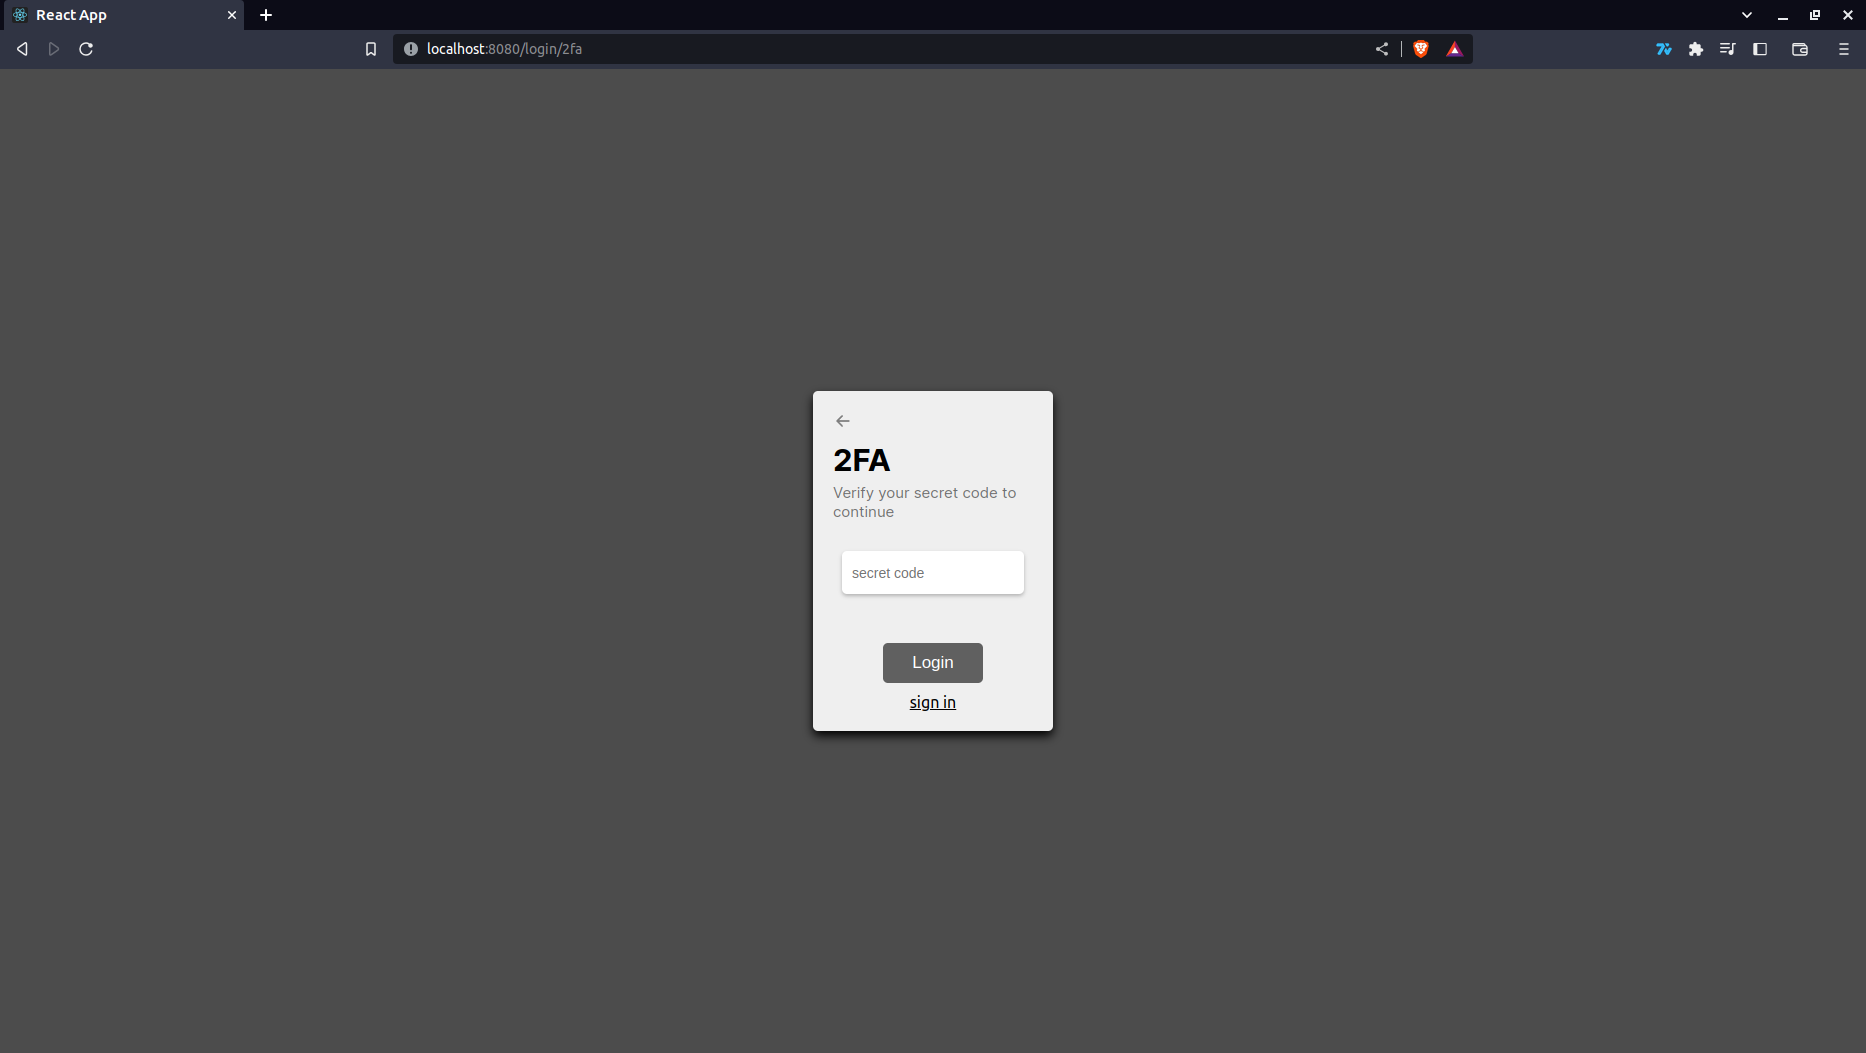 React App
localhost:8080/login/2fa
2FA
Verify your secret code to
continue
secret code
Login
sign in